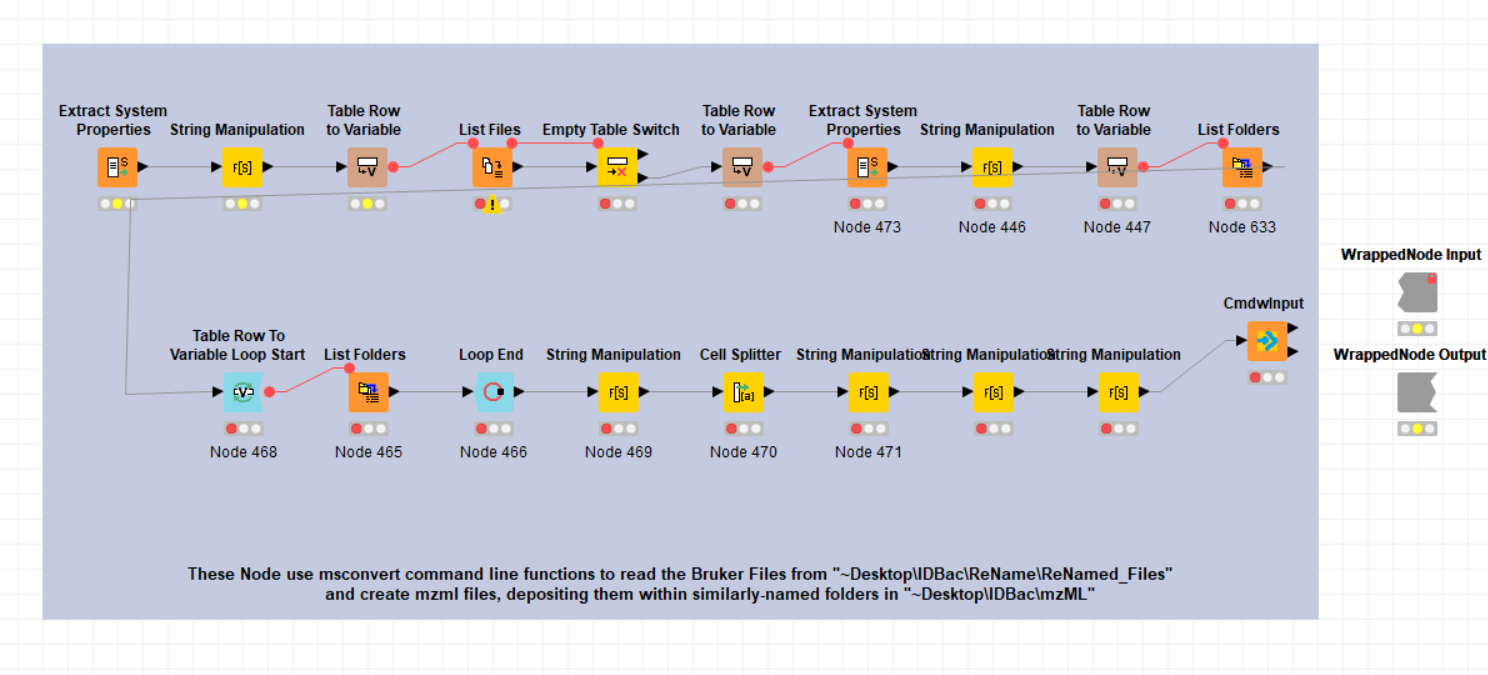 Extract System
Properties
String Manipulation
Table Row
to Variable
List Files
Empty Table Switch
Table Row
to Variable
Extract System
Properties
String Manipulation
Table Row
to Variable
List Folders
Node 473
Node 446
Node 447
Node 633
WrappedNode Input
CmdwInput
WrappedNode Output
Table Row To
Variable Loop Start
List Folders
Loop End
String Manipulation
Cell Splitter
String Manipulation
String Manipulation
String Manipulation
Node 468
Node 465
Node 466
Node 469
Node 470
Node 471
These Node use msconvert command line functions to read the Bruker Files from "~Desktop\IDBac\ReName\ReNamed_Files"
and create mzml files, depositing them within similarly-named folders in "~Desktop\IDBac\mzML"